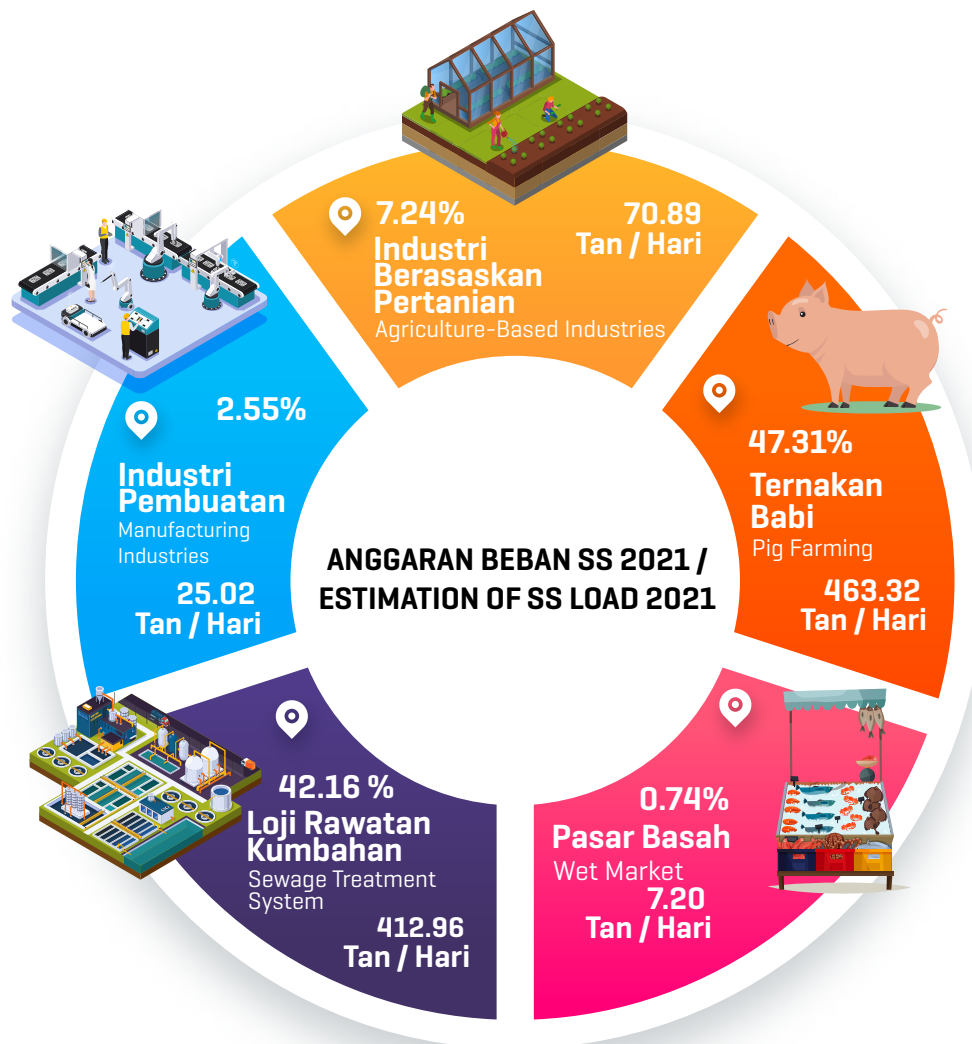 7.24%
Industri
Berasaskan
Pertanian
Agriculture-Based Industries
70.89
Tan / Hari
47.31%
Ternakan
Babi
Pig Farming
463.32
Tan / Hari
2.55%
Industri
Pembuatan
Manufacturing
Industries
25.02
Tan / Hari
ANGGARAN BEBAN SS 2021 /
ESTIMATION OF SS LOAD 2021
42.16 %
Loji Rawatan
Kumbahan
Sewage Treatment
System
412.96
Tan / Hari
0.74%
Pasar Basah
Wet Market
7.20
Tan / Hari